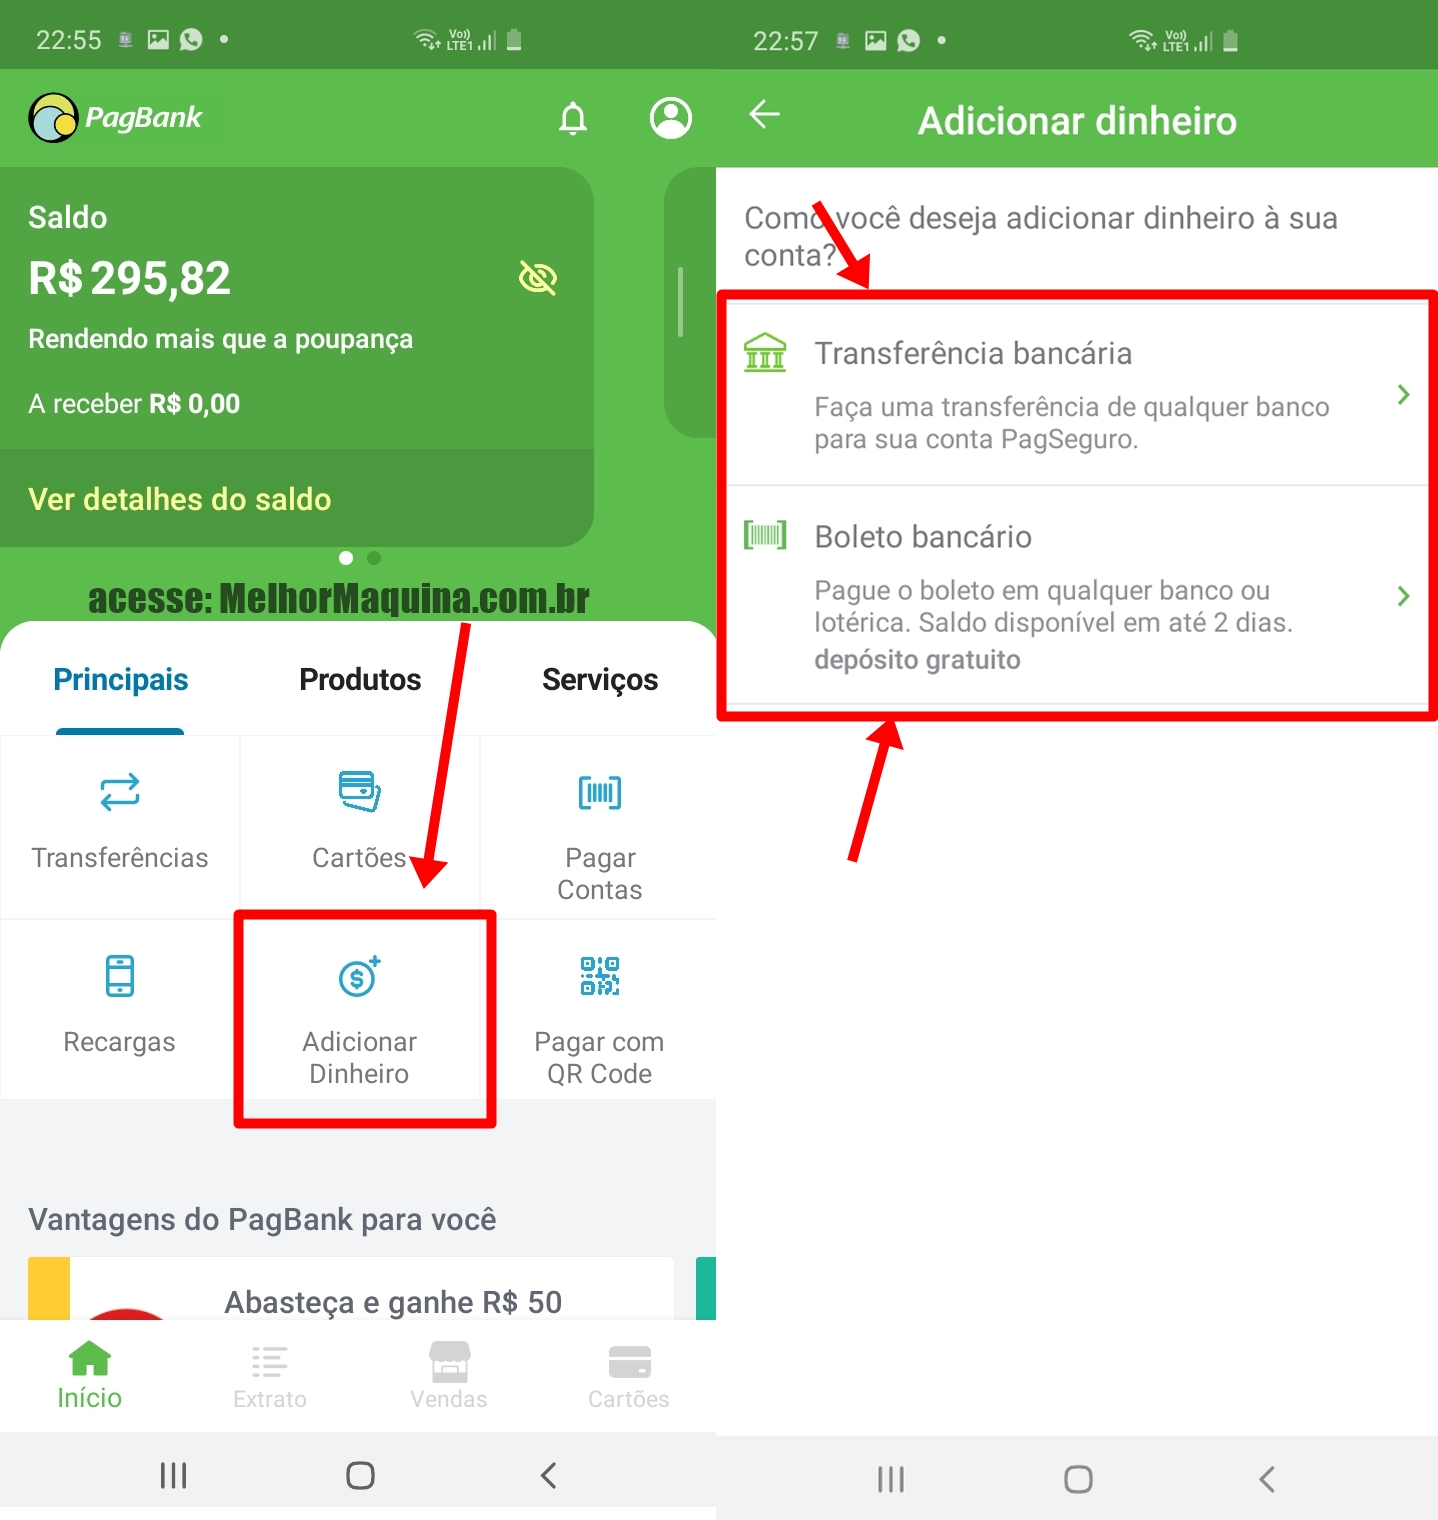 22:55
Vo))
LTE1
PagBank
Saldo
R$ 295,82
Rendendo mais que a poupança
A receber R$ 0,00
Ver detalhes do saldo
acesse: MelhorMaquina.com.br
Principais
Produtos
Serviços
Transferências
Cartões
Pagar
Contas
Recargas
Adicionar
Dinheiro
Pagar com
QR Code
Vantagens do PagBank para você
Abasteça e ganhe R$ 50
Início
Extrato
Vendas
Cartões
22:57
Vo))
LTE1
Adicionar dinheiro
Como você deseja adicionar dinheiro à sua
conta?
Transferência bancária
Faça uma transferência de qualquer banco
para sua conta PagSeguro.
Boleto bancário
Pague o boleto em qualquer banco ou
lotérica. Saldo disponível em até 2 dias.
depósito gratuito